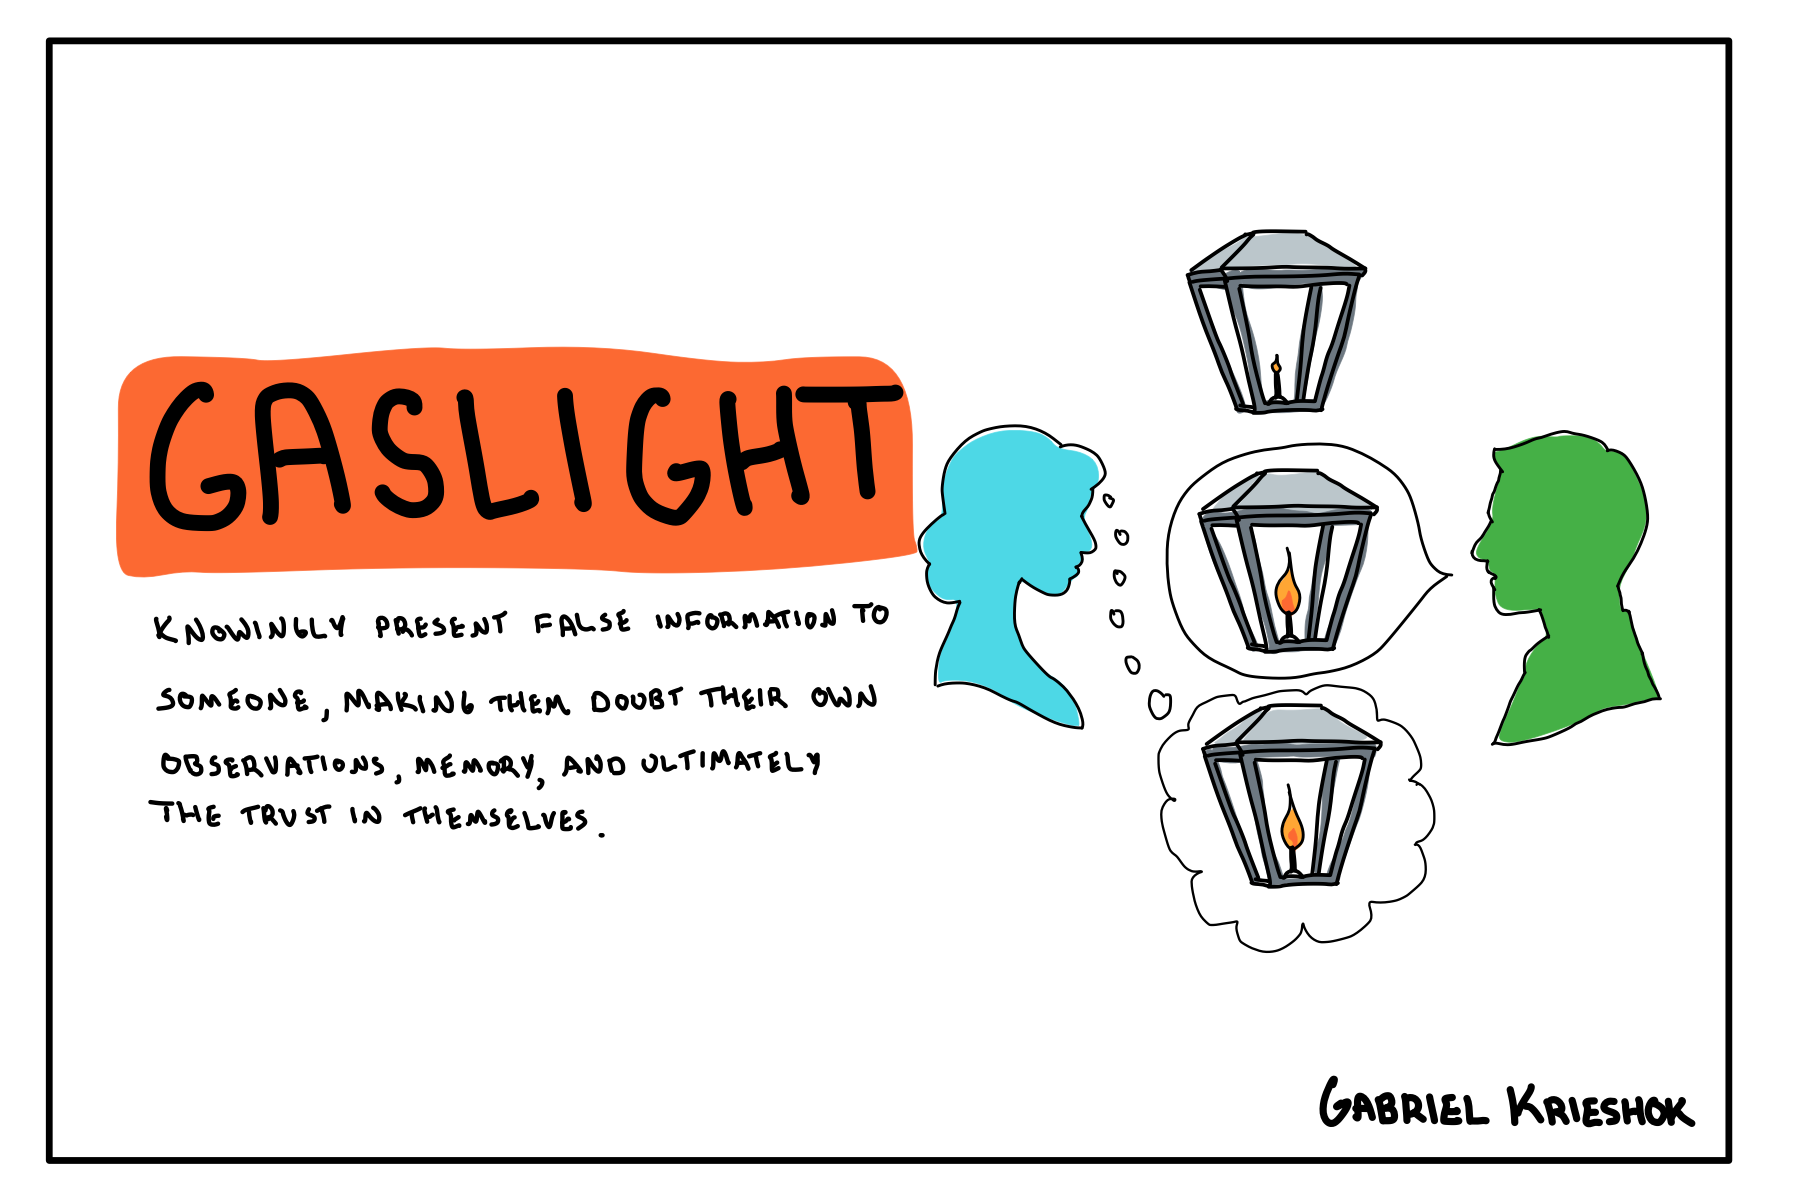 GASLIGHT
KNOWINGLY PRESENT FALSE INFORMATION TO
SOMEONE, MAKING THEM DOUBT THEIR OWN
OBSERVATIONS, MEMORY, AND ULTIMATELY
THE TRUST IN THEMSELVES.
GABRIEL KRIESHOK